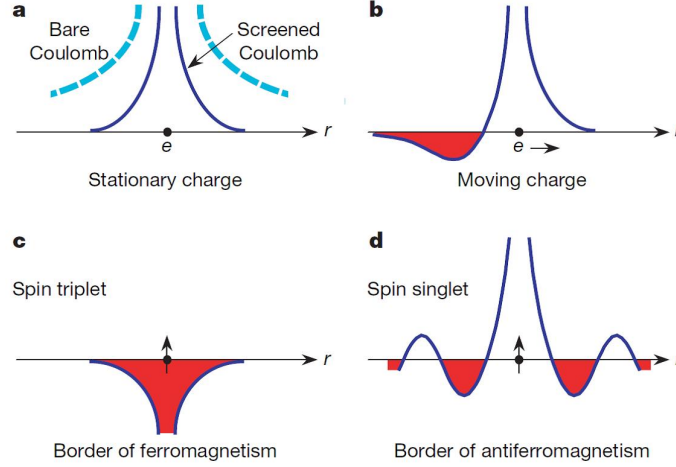 a
Bare
Coulomb
Screened
Coulomb
r
e
Stationary charge
b
e
Moving charge
c
Spin triplet
r
Border of ferromagnetism
d
Spin singlet
Border of antiferromagnetism